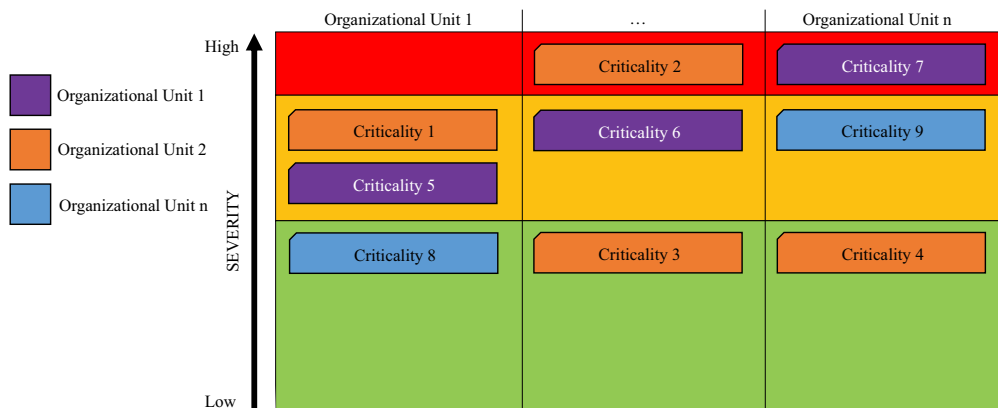 Organizational Unit 1
...
Organizational Unit n
High
Criticality 2
Criticality 7
Organizational Unit 1
Criticality 1
Criticality 6
Criticality 9
Organizational Unit 2
Criticality 5
Organizational Unit n
SEVERITY
Criticality 8
Criticality 3
Criticality 4
Low